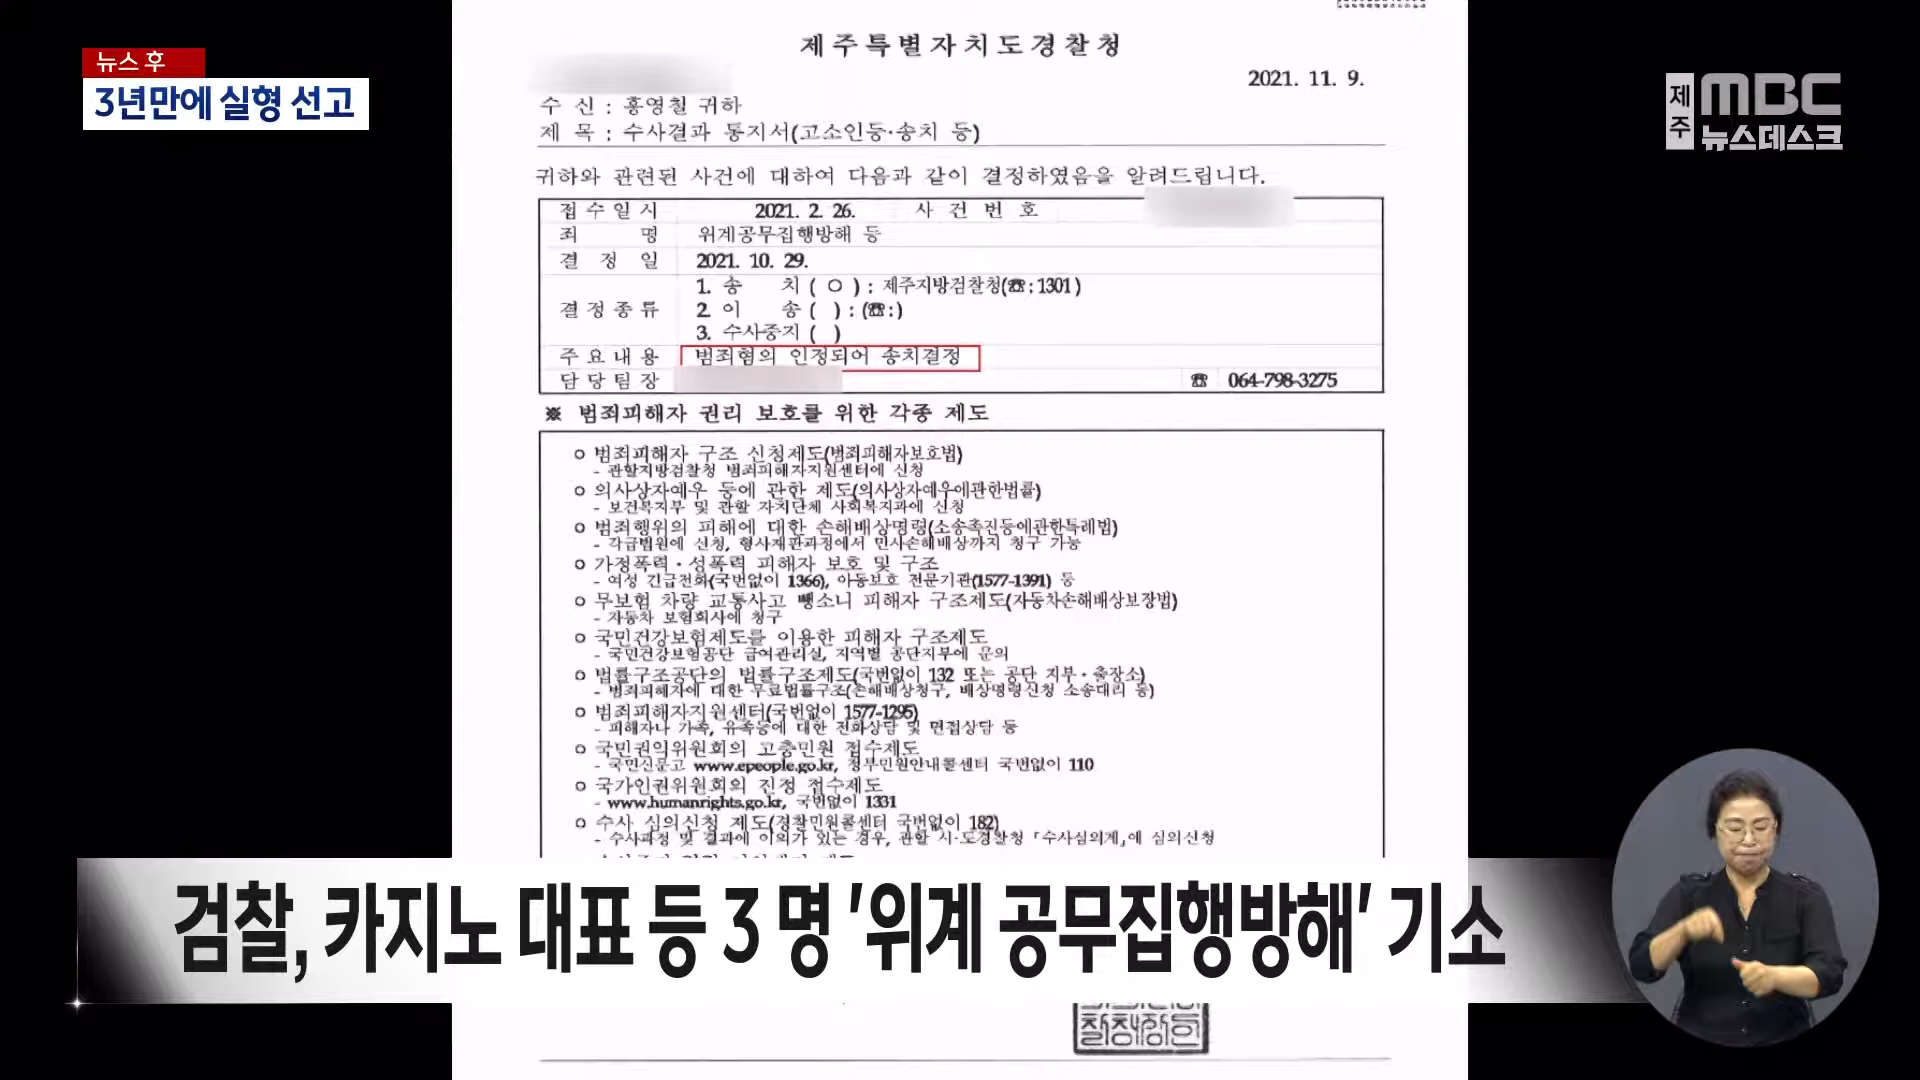 뉴스 후
3년만에 실형 선고
제주 MBC
뉴스데스크
제주특별자치도경찰청
2021. 11. 9.
수 신 : 홍영철 귀하
제 목 : 수사결과 통지서(고소인등·송치 등)
귀하와 관련된 사건에 대하여 다음과 같이 결정하였음을 알려드립니다.
접수일시 2021. 2. 26. 사 건 번 호
죄 명 위계공무집행방해 등
결 정 일 2021. 10. 29.
결정종류 1. 송 치 ( ○ ) : 제주지방검찰청(☎:1301)
2. 이 송 ( ) : (☎:)
3. 수사중지 ( )
주요내용 범죄혐의 인정되어 송치결정
담당팀장 ☎ 064-798-3275
※ 범죄피해자 권리 보호를 위한 각종 제도
○ 범죄피해자 구조 신청제도(범죄피해자보호법)
- 관할지방검찰청 범죄피해자지원센터에 신청
○ 의사상자예우 등에 관한 제도(의사상자예우에관한법률)
- 보건복지부 및 관할 자치단체 사회복지과에 신청
○ 범죄행위의 피해에 대한 손해배상명령(소송촉진등에관한특례법)
- 각급법원에 신청, 형사재판과정에서 민사손해배상까지 청구 가능
○ 가정폭력·성폭력 피해자 보호 및 구조
- 여성 긴급전화(국번없이 1366), 아동보호 전문기관(1577-1391) 등
○ 무보험 차량 교통사고 뺑소니 피해자 구조제도(자동차손해배상보장법)
- 자동차 보험회사에 청구
○ 국민건강보험제도를 이용한 피해자 구조제도
- 국민건강보험공단 급여관리실, 지역별 공단지부에 문의
○ 법률구조공단의 법률구조제도(국번없이 132 또는 공단 지부·출장소)
- 범죄피해자에 대한 무료법률구조(손해배상청구, 배상명령신청 소송대리 등)
○ 범죄피해자지원센터(국번없이 1577-1295)
- 피해자나 가족, 유족등에 대한 전화상담 및 면접상담 등
○ 국민권익위원회의 고충민원 접수제도
- 국민신문고 www.epeople.go.kr, 정부민원안내콜센터 국번없이 110
○ 국가인권위원회의 진정 접수제도
- www.humanrights.go.kr, 국번없이 1331
○ 수사 심의신청 제도(경찰민원콜센터 국번없이 182)
- 수사과정 및 결과에 이의가 있는 경우, 관할 시·도경찰청 「수사심의계」에 심의신청
검찰, 카지노 대표 등 3명 '위계 공무집행방해' 기소